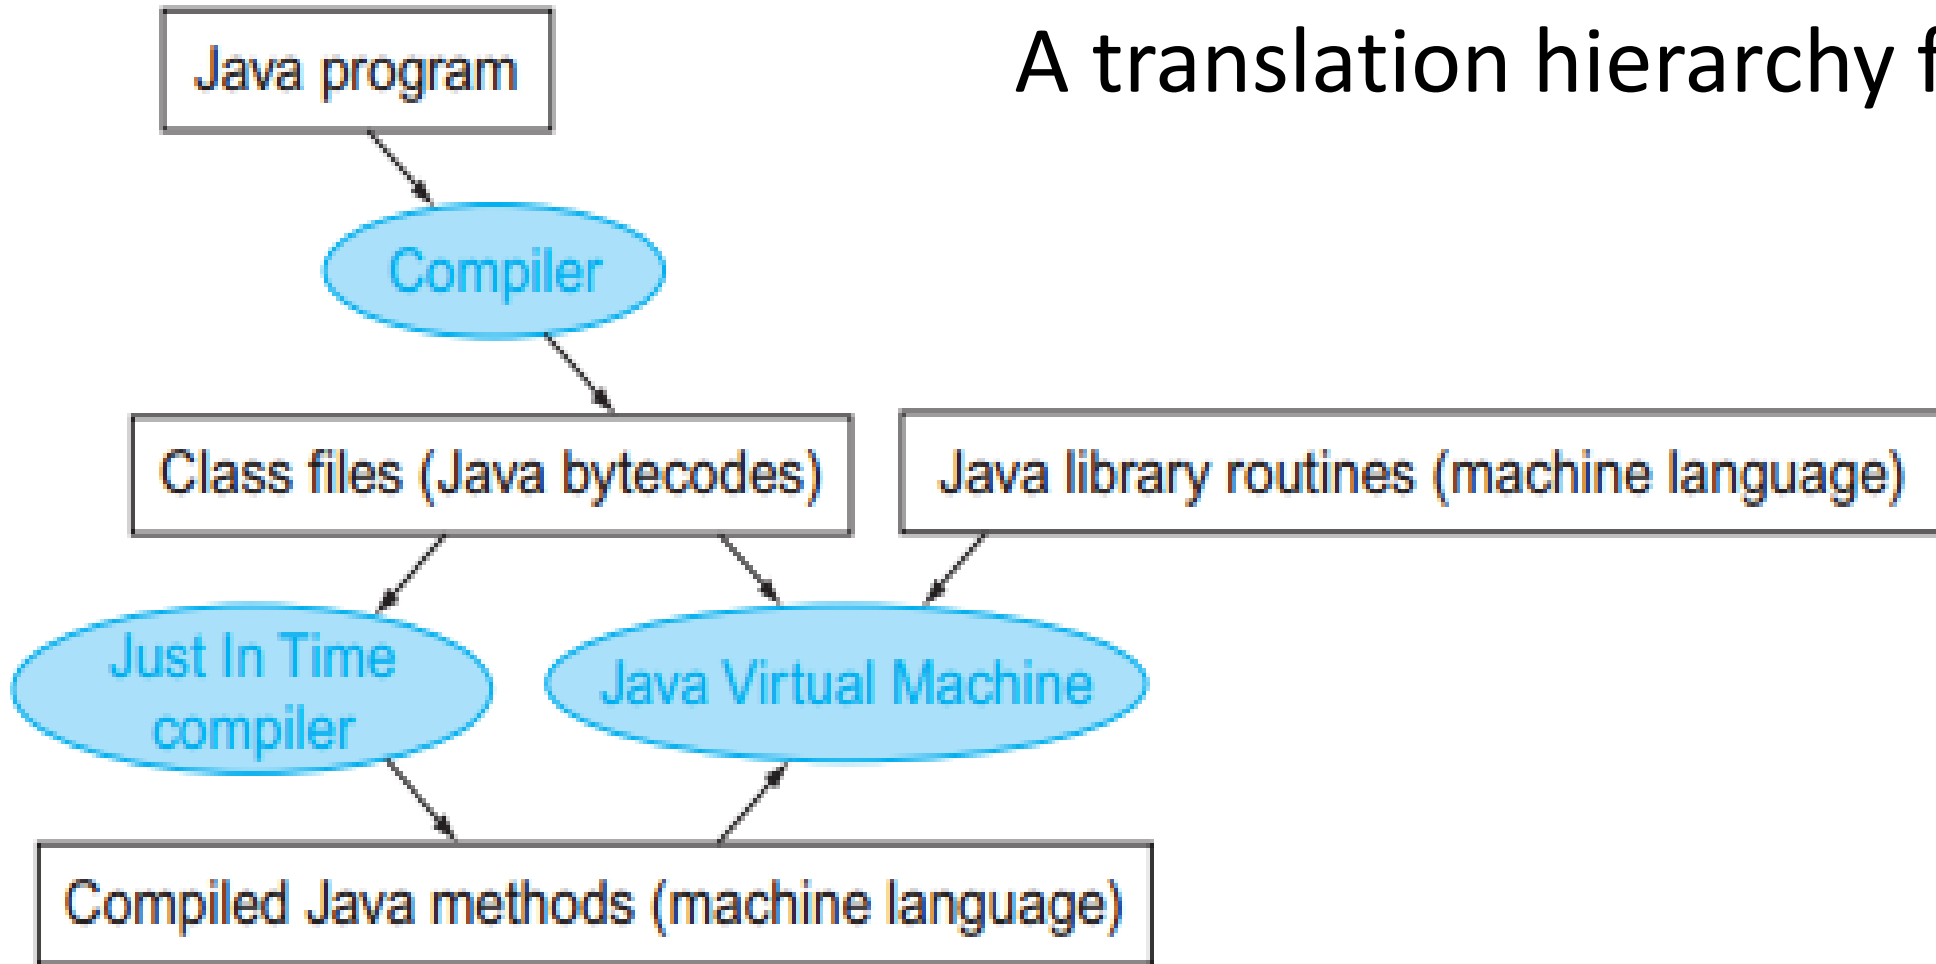 Java program
A translation hierarchy f
Compiler
Class files (Java bytecodes)
Java library routines (machine language)
Just In Time
compiler
Java Virtual Machine
Compiled Java methods (machine language)